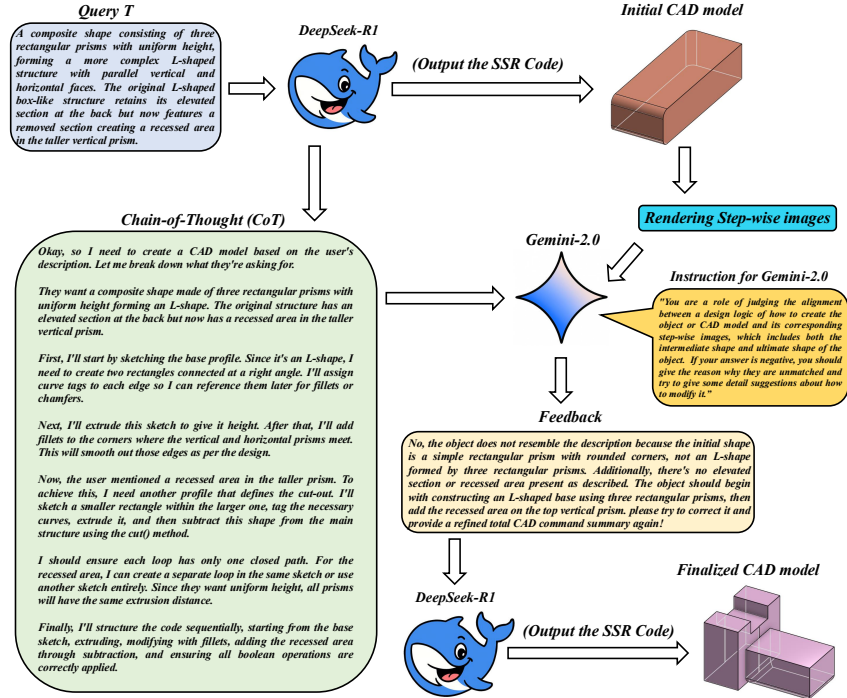 Query T
A composite shape consisting of three
rectangular prisms with uniform height,
forming a more complex L-shaped
structure with parallel vertical and
horizontal faces. The original L-shaped
box-like structure retains its elevated
section at the back but now features a
removed section creating a recessed area
in the taller vertical prism.
DeepSeek-R1
(Output the SSR Code)
Initial CAD model
Rendering Step-wise images
Chain-of-Thought (CoT)
Okay, so I need to create a CAD model based on the user's
description. Let me break down what they're asking for.
They want a composite shape made of three rectangular prisms with
uniform height forming an L-shape. The original structure has an
elevated section at the back but now has a recessed area in the taller
vertical prism.
First, I'll start by sketching the base profile. Since it's an L-shape, I
need to create two rectangles connected at a right angle. I'll assign
curve tags to each edge so I can reference them later for fillets or
chamfers.
Next, I'll extrude this sketch to give it height. After that, I'll add
fillets to the corners where the vertical and horizontal prisms meet.
This will smooth out those edges as per the design.
Now, the user mentioned a recessed area in the taller prism. To
achieve this, I need another profile that defines the cut-out. I'll
sketch a smaller rectangle within the larger one, tag the necessary
curves, extrude it, and then subtract this shape from the main
structure using the cut() method.
I should ensure each loop has only one closed path. For the
recessed area, I can create a separate loop in the same sketch or use
another sketch entirely. Since they want uniform height, all prisms
will have the same extrusion distance.
Finally, I'll structure the code sequentially, starting from the base
sketch, extruding, modifying with fillets, adding the recessed area
through subtraction, and ensuring all boolean operations are
correctly applied.
Gemini-2.0
Instruction for Gemini-2.0
"You are a role of judging the alignment
between a design logic of how to create the
object or CAD model and its corresponding
step-wise images, which includes both the
intermediate shape and ultimate shape of the
object. If your answer is negative, you should
give the reason why they are unmatched and
try to give some detail suggestions about how
to modify it."
Feedback
No, the object does not resemble the description because the initial shape
is a simple rectangular prism with rounded corners, not an L-shape
formed by three rectangular prisms. Additionally, there's no elevated
section or recessed area present as described. The object should begin
with constructing an L-shaped base using three rectangular prisms, then
add the recessed area on the top vertical prism. please try to correct it and
provide a refined total CAD command summary again!
DeepSeek-R1
(Output the SSR Code)
Finalized CAD model